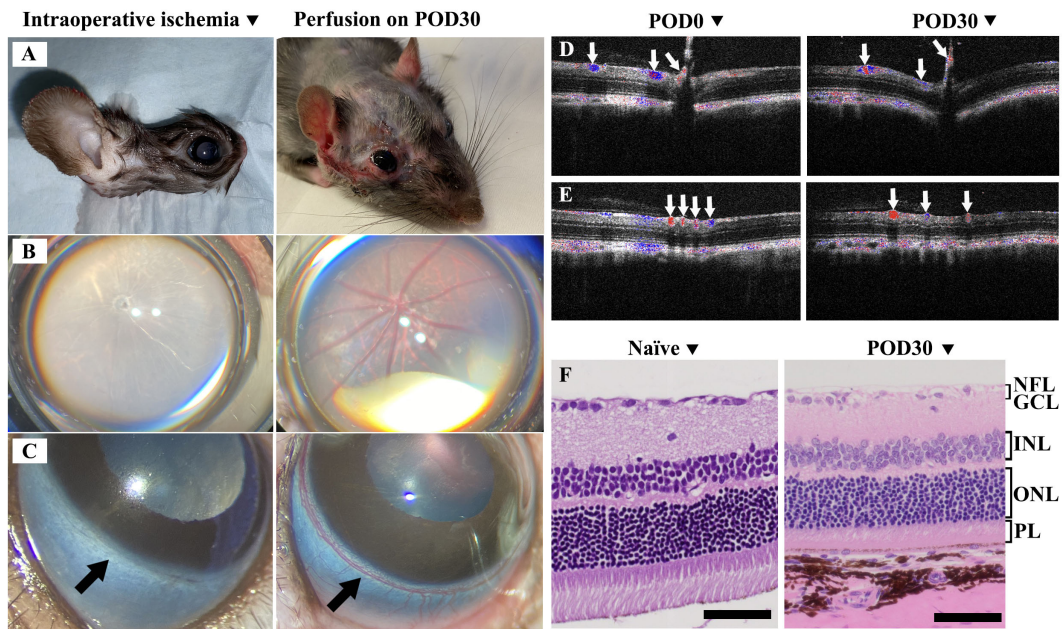 Intraoperative ischemia ▼
Perfusion on POD30
POD0 ▼
POD30 ▼
A
B
C
D
E
Naïve ▼
POD30 ▼
F
NFL
GCL
INL
ONL
PL